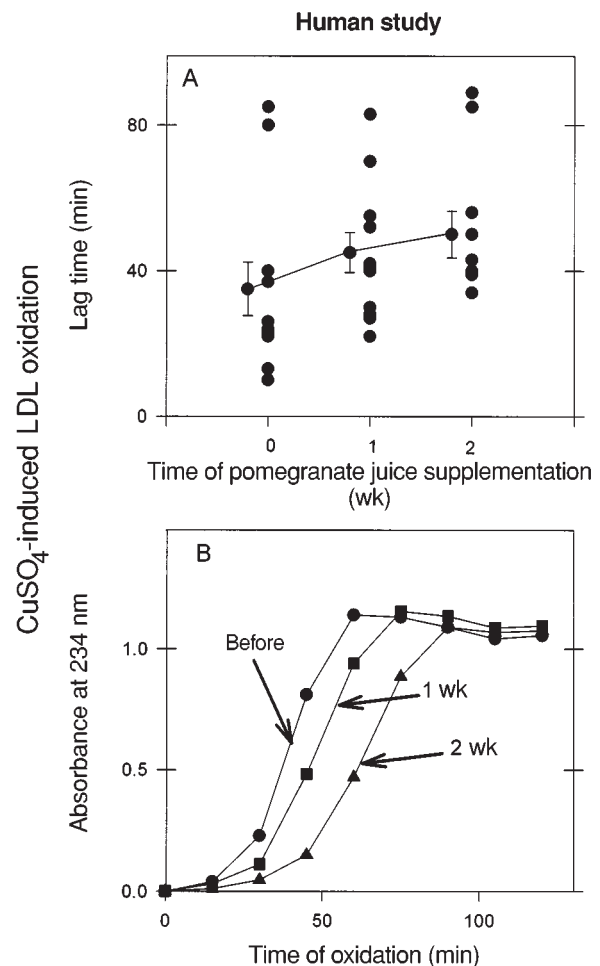 Human study
A
80
40
0
Lag time (min)
0 1 2
Time of pomegranate juice supplementation
(wk)
CuSO₄-induced LDL oxidation
B
Before
1 wk
2 wk
1.0
0.5
0.0
Absorbance at 234 nm
0 50 100
Time of oxidation (min)